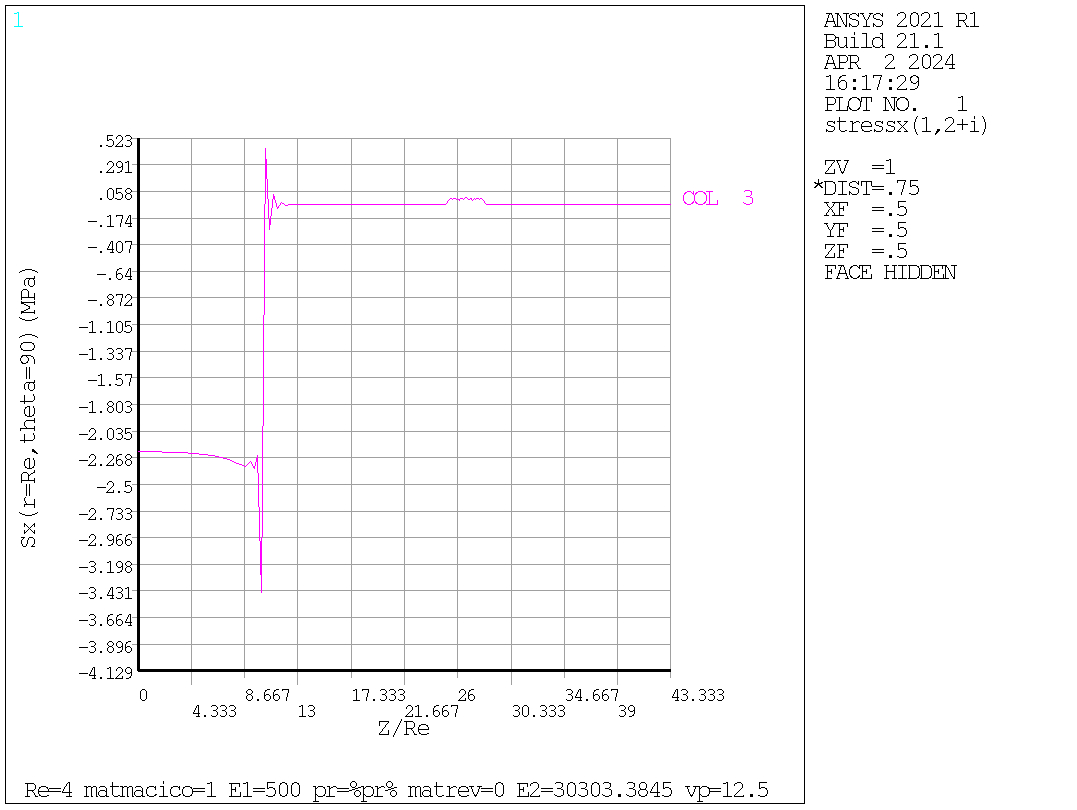 1
ANSYS 2021 R1
Build 21.1
APR  2 2024
16:17:29
PLOT NO.   1
stressx(1,2+i)
ZV  =1
*DIST=.75
XF  =.5
YF  =.5
ZF  =.5
FACE HIDDEN
.523
.291
.058
-.174
-.407
-.64
-.872
-1.105
-1.337
-1.57
-1.803
-2.035
-2.268
-2.5
-2.733
-2.966
-3.198
-3.431
-3.664
-3.896
-4.129
COL  3
Sx(r=Re,theta=90)(MPa)
0 8.667 17.333 26 34.667 43.333
4.333 13 21.667 30.333 39
Z/Re
Re=4 matmacico=1 E1=500 pr=%pr% matrev=0 E2=30303.3845 vp=12.5